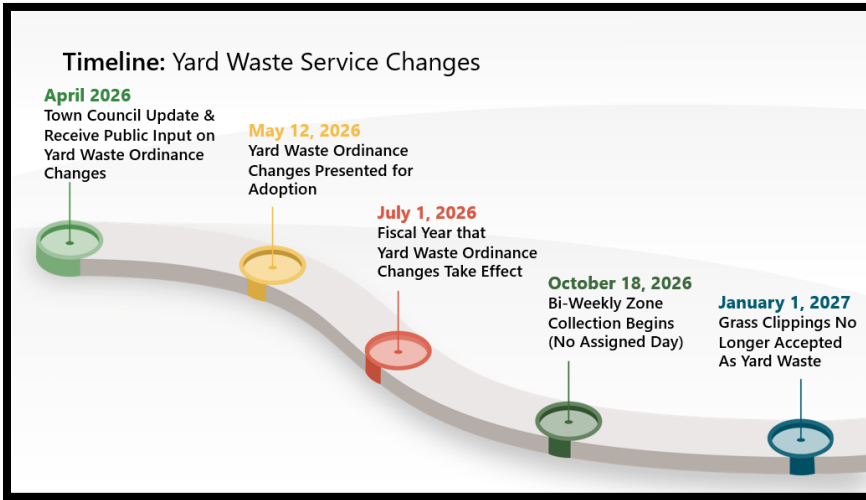 Timeline: Yard Waste Service Changes
April 2026
Town Council Update &
Receive Public Input on
Yard Waste Ordinance
Changes
May 12, 2026
Yard Waste Ordinance
Changes Presented for
Adoption
July 1, 2026
Fiscal Year that
Yard Waste Ordinance
Changes Take Effect
October 18, 2026
Bi-Weekly Zone
Collection Begins
(No Assigned Day)
January 1, 2027
Grass Clippings No
Longer Accepted
As Yard Waste